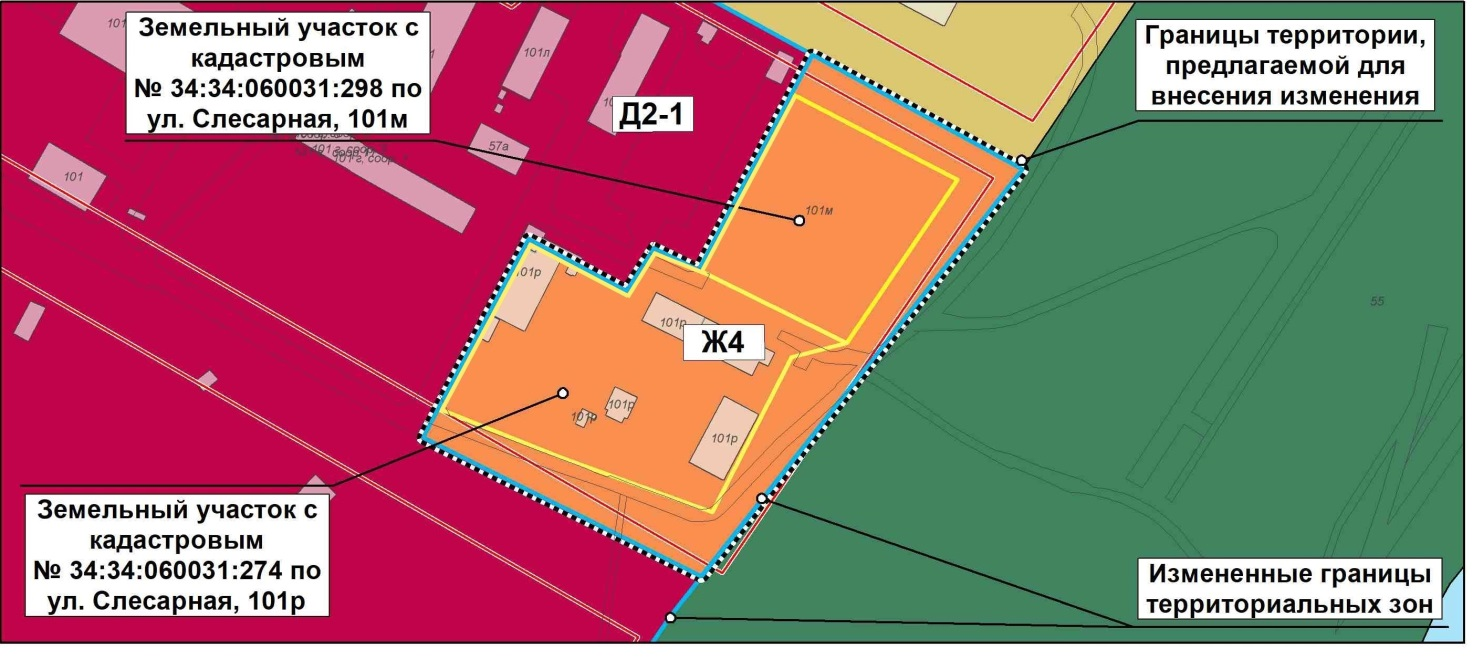 Земельный участок с
кадастровым
№ 34:34:060031:298 по
ул. Слесарная, 101м
Границы территории,
предлагаемой для
внесения изменения
101л
Д2-1
57а
101
101м
101р
Ж4
101р
101р
101р
55
Земельный участок с
кадастровым
№ 34:34:060031:274 по
ул. Слесарная, 101р
Измененные границы
территориальных зон